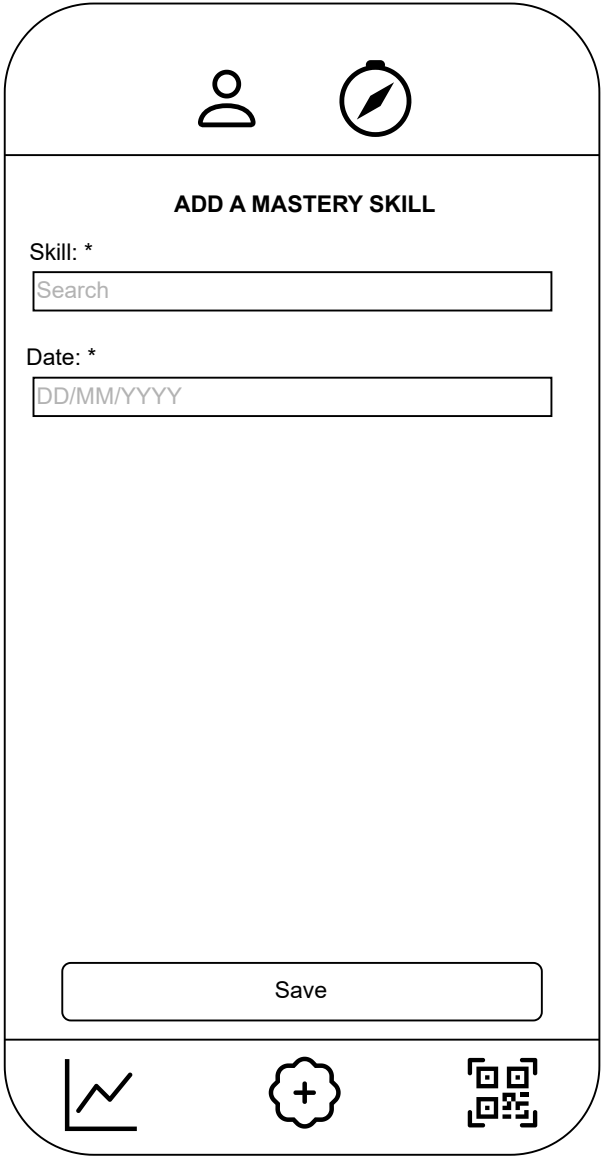 ADD A MASTERY SKILL
Skill: *
Search
Date: *
DD/MM/YYYY
Save